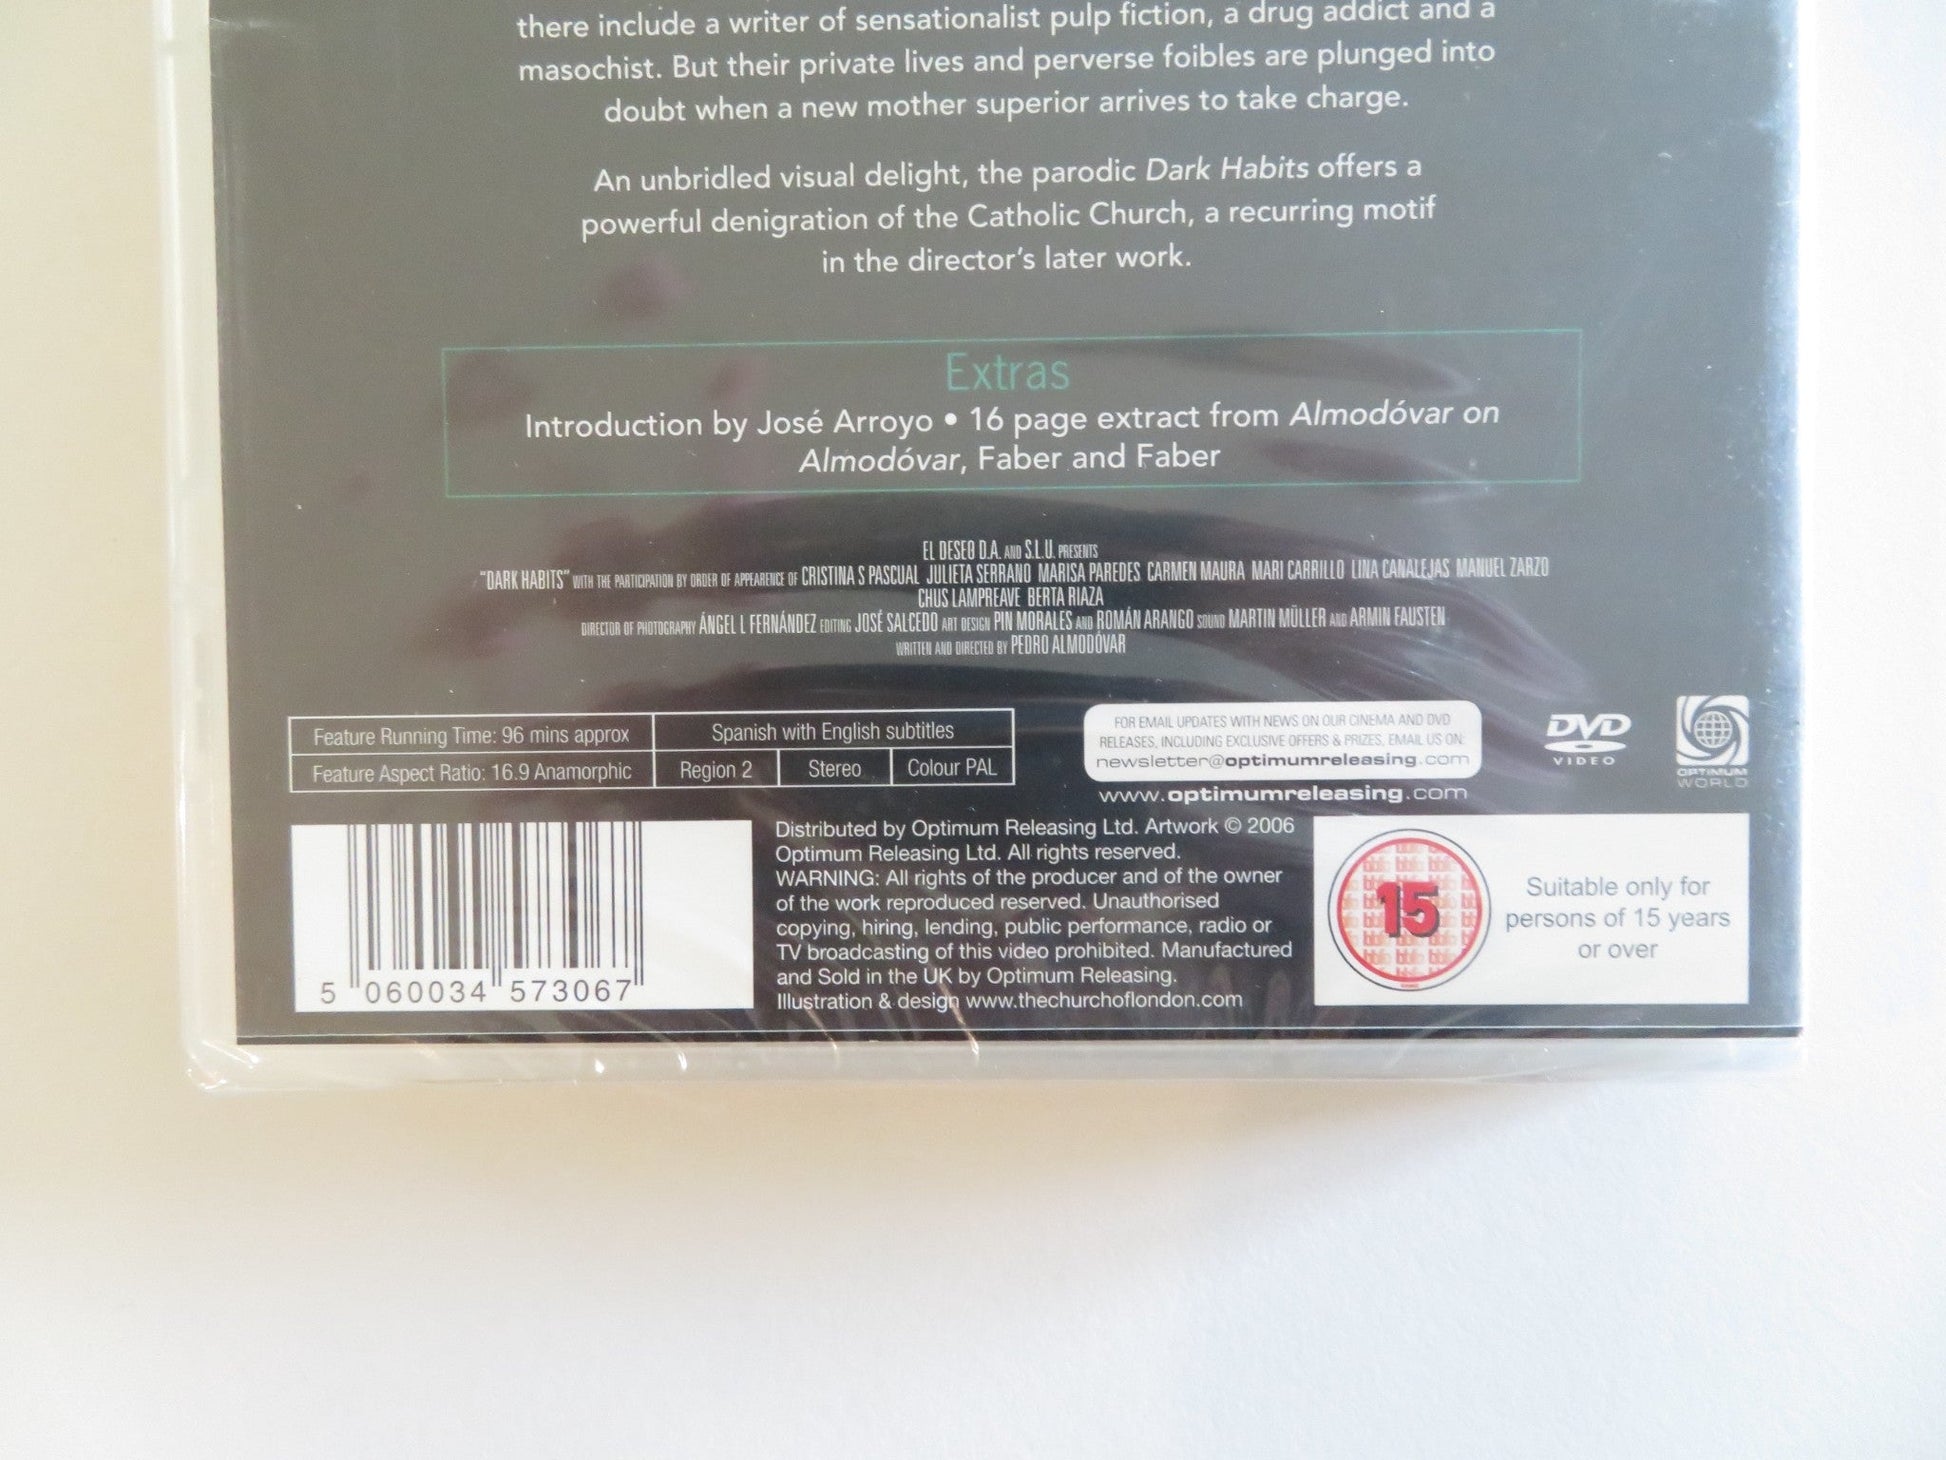 there include a writer of sensationalist pulp fiction, a drug addict and a
masochist. But their private lives and perverse foibles are plunged into
doubt when a new mother superior arrives to take charge.
An unbridled visual delight, the parodic Dark Habits offers a
powerful denigration of the Catholic Church, a recurring motif
in the director's later work.
Extras
Introduction by José Arroyo • 16 page extract from Almodóvar on
Almodóvar, Faber and Faber
EL DESEO D.A. AND S.L.U. PRESENTS
"DARK HABITS" WITH THE PARTICIPATION BY ORDER OF APPEARENCE OF CRISTINA S PASCUAL JULIETA SERRANO MARISA PAREDES CARMEN MAURA MARI CARRILLO LINA CANALEJAS MANUEL ZARZO
CHUS LAMPREAVE BERTA RIAZA
DIRECTOR OF PHOTOGRAPHY ÁNGEL L FERNÁNDEZ EDITING JOSÉ SALCEDO ART DESIGN PIN MORALES AND ROMÁN ARANGO SOUND MARTIN MÜLLER AND ARMIN FAUSTEN
WRITTEN AND DIRECTED BY PEDRO ALMODÓVAR
Feature Running Time: 96 mins approx
Spanish with English subtitles
Feature Aspect Ratio: 16.9 Anamorphic
Region 2
Stereo
Colour PAL
FOR EMAIL UPDATES WITH NEWS ON OUR CINEMA AND DVD
RELEASES, INCLUDING EXCLUSIVE OFFERS & PRIZES, EMAIL US ON:
newsletter@optimumreleasing.com
www.optimumreleasing.com
DVD
VIDEO
OPTIMUM
WORLD
5 060034 573067
Distributed by Optimum Releasing Ltd. Artwork © 2006
Optimum Releasing Ltd. All rights reserved.
WARNING: All rights of the producer and of the owner
of the work reproduced reserved. Unauthorised
copying, hiring, lending, public performance, radio or
TV broadcasting of this video prohibited. Manufactured
and Sold in the UK by Optimum Releasing.
Illustration & design www.thechurchoflondon.com
15
Suitable only for
persons of 15 years
or over